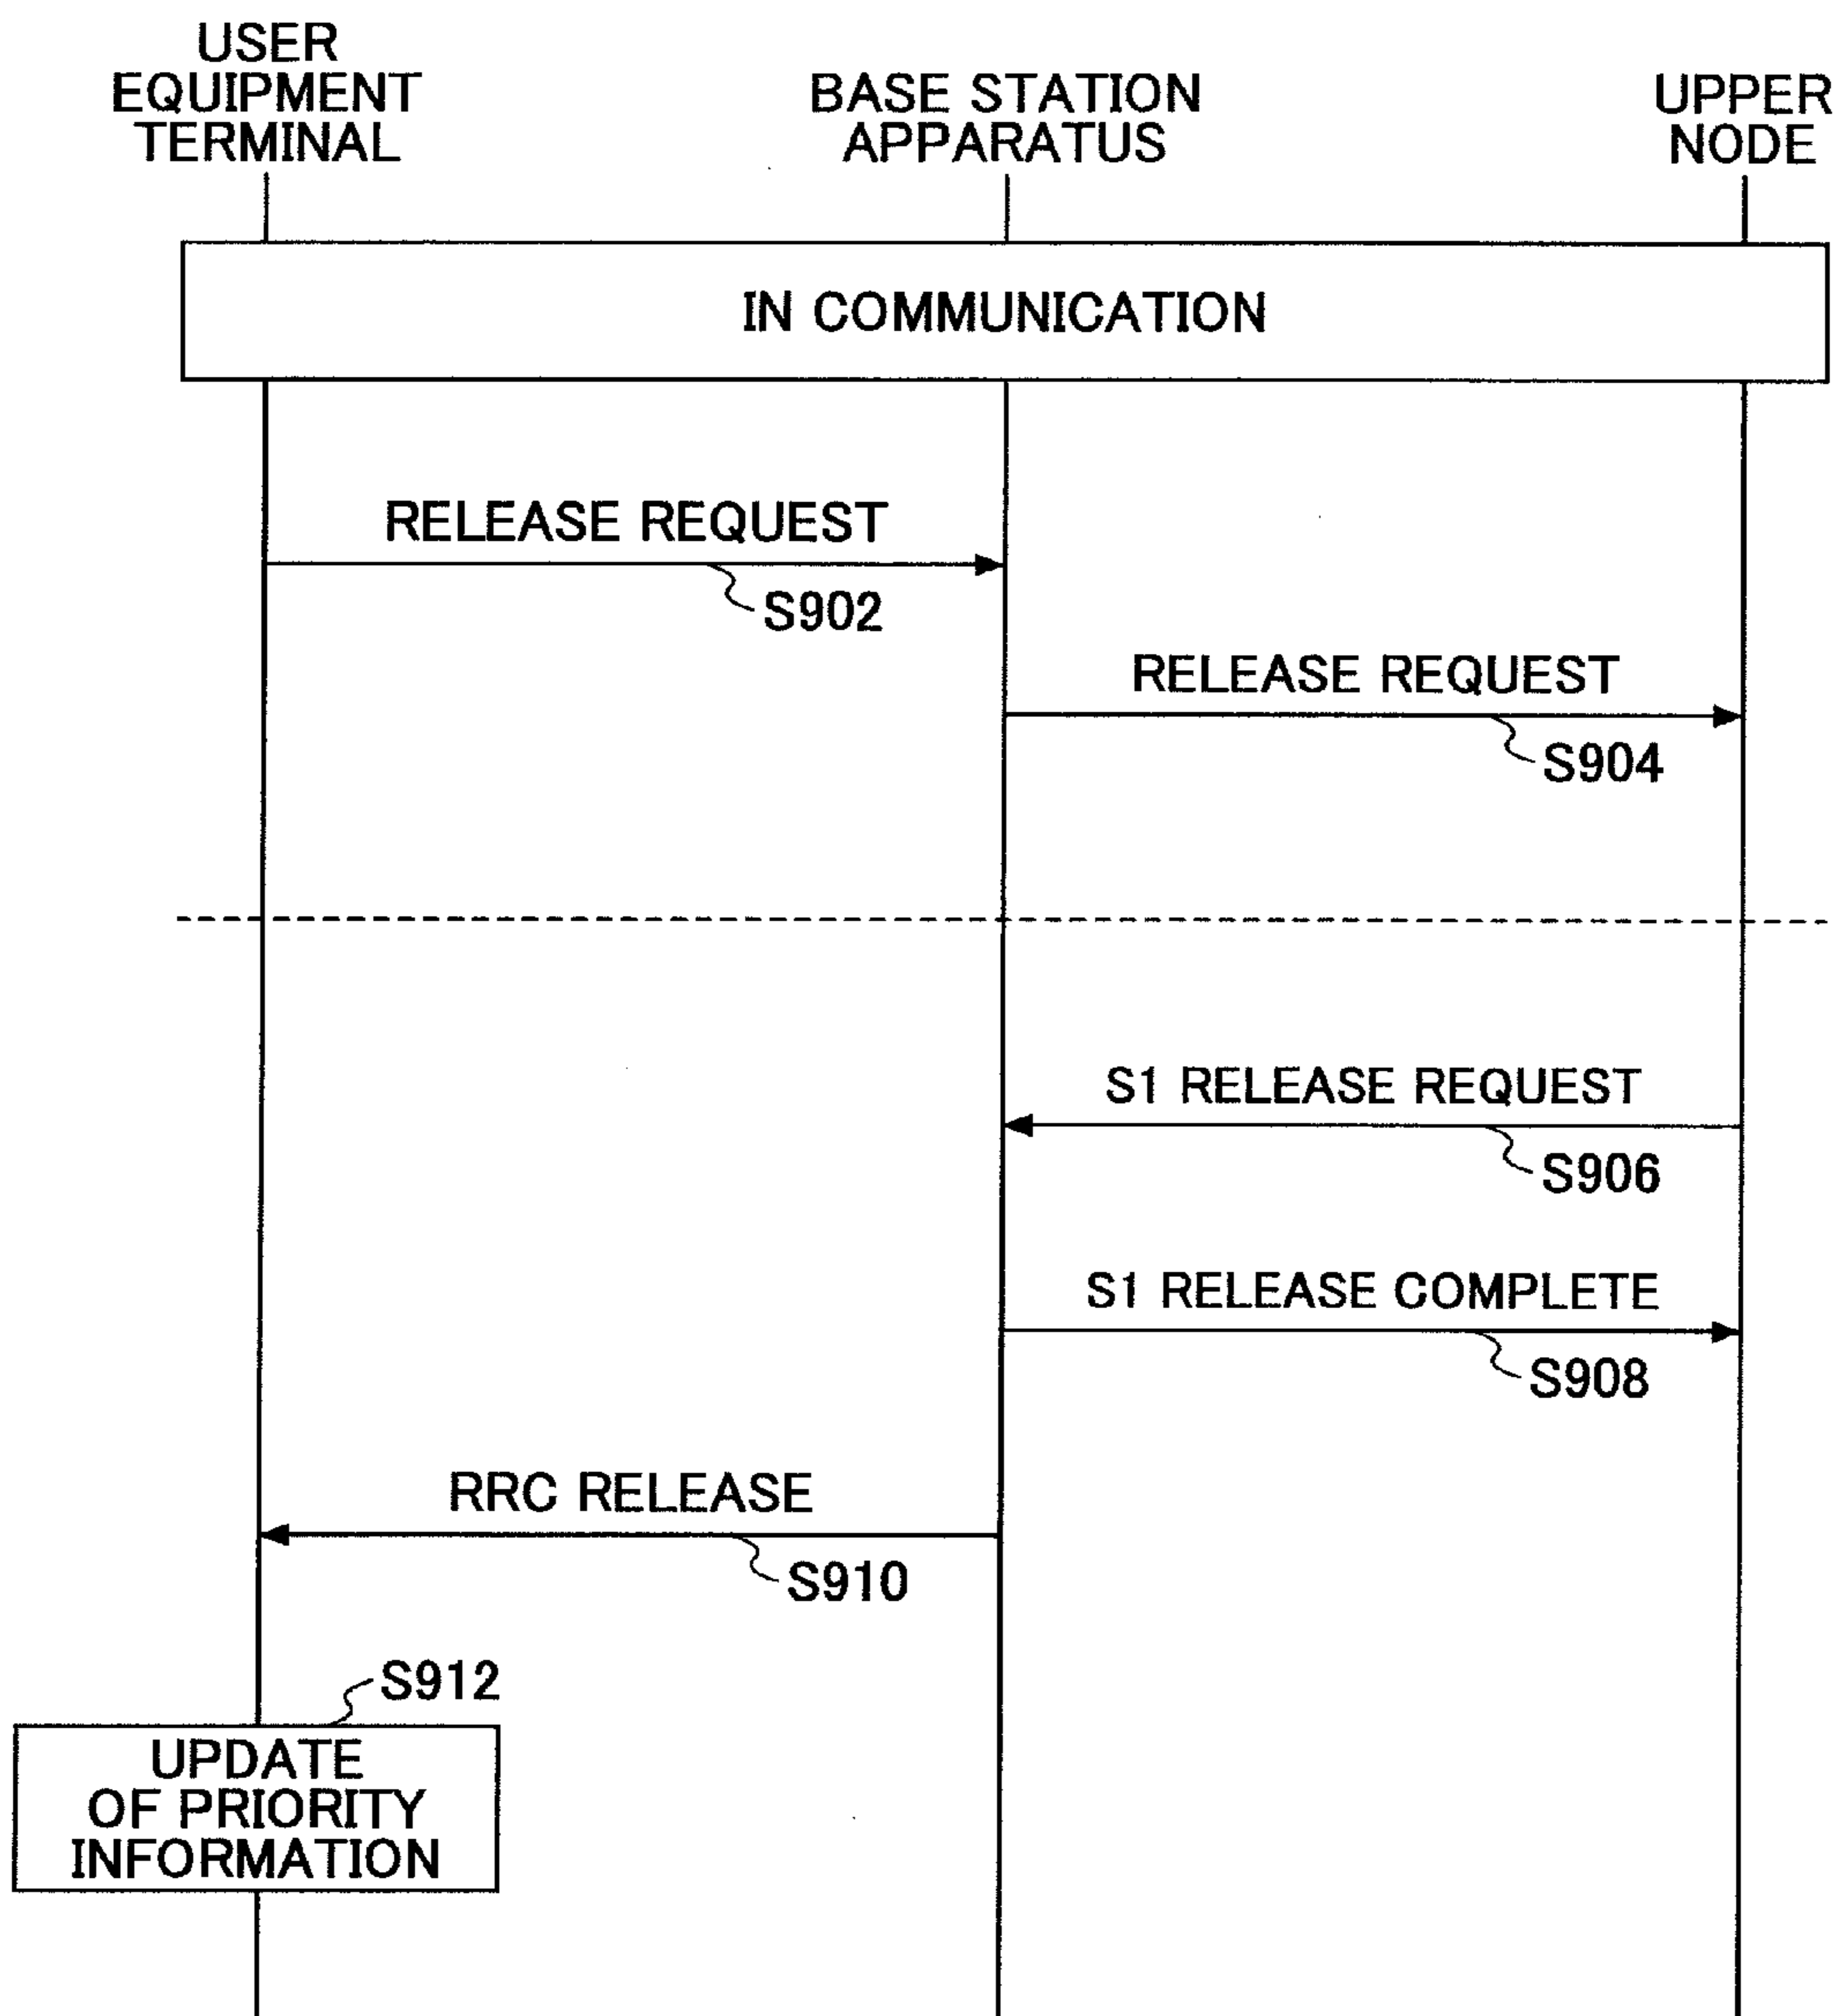 USER
EQUIPMENT
TERMINAL
BASE STATION
APPARATUS
UPPER
NODE
IN COMMUNICATION
RELEASE REQUEST
S902
RELEASE REQUEST
S904
S1 RELEASE REQUEST
S906
S1 RELEASE COMPLETE
S908
RRC RELEASE
S910
S912
UPDATE
OF PRIORITY
INFORMATION